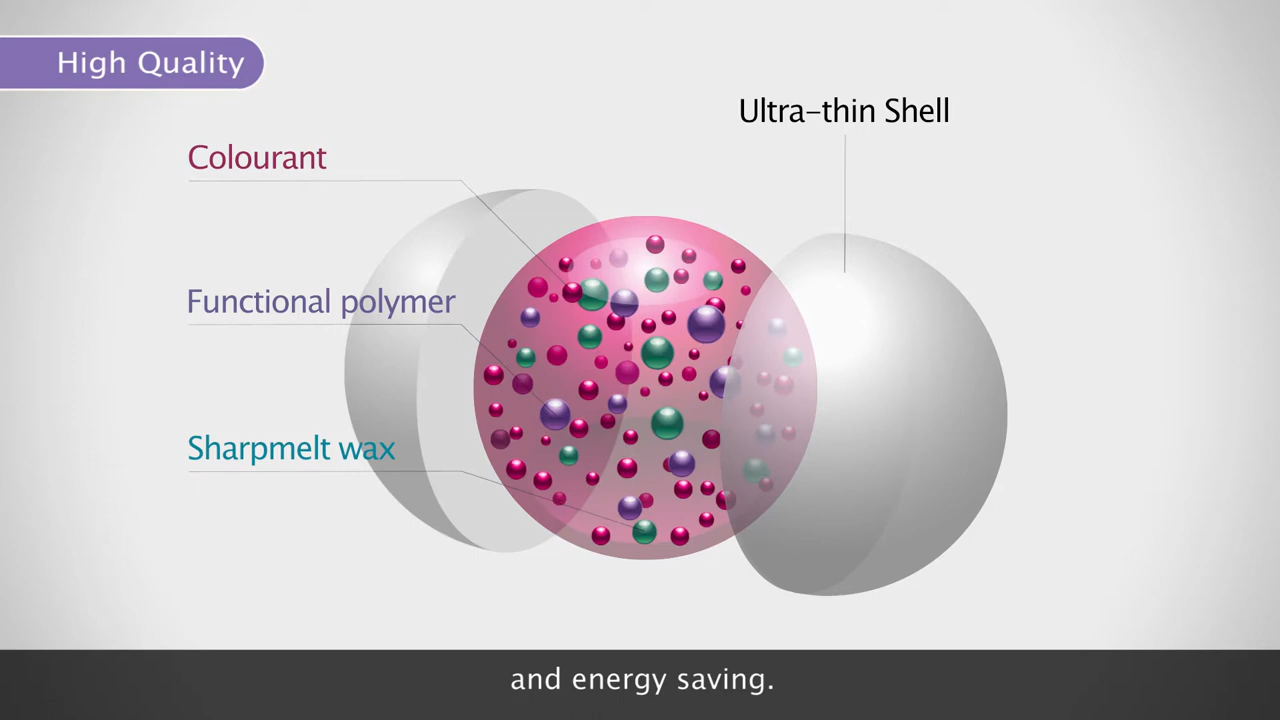 High Quality
Ultra-thin Shell
Colourant
Functional polymer
Sharpmelt wax
and energy saving.